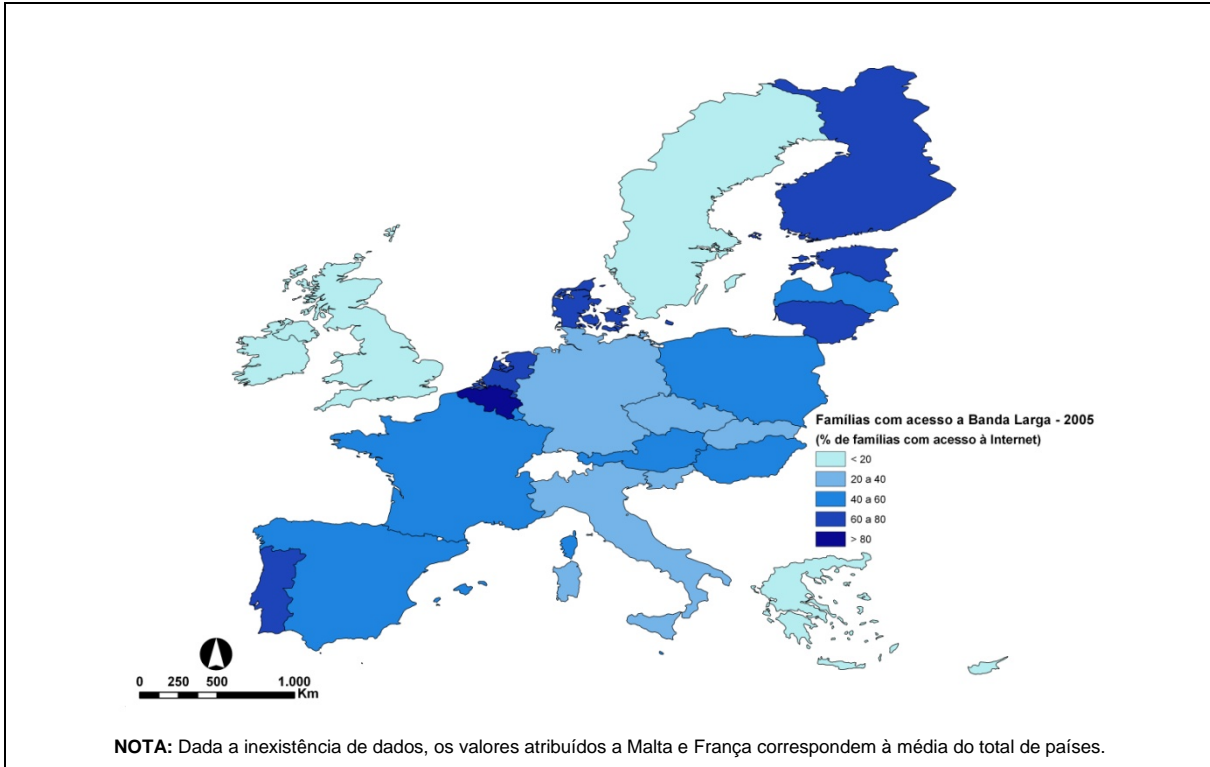 Famílias com acesso a Banda Larga - 2005
(% de famílias com acesso à Internet)
< 20
20 a 40
40 a 60
60 a 80
> 80
0 250 500 1.000
Km
NOTA: Dada a inexistência de dados, os valores atribuídos a Malta e França correspondem à média do total de países.